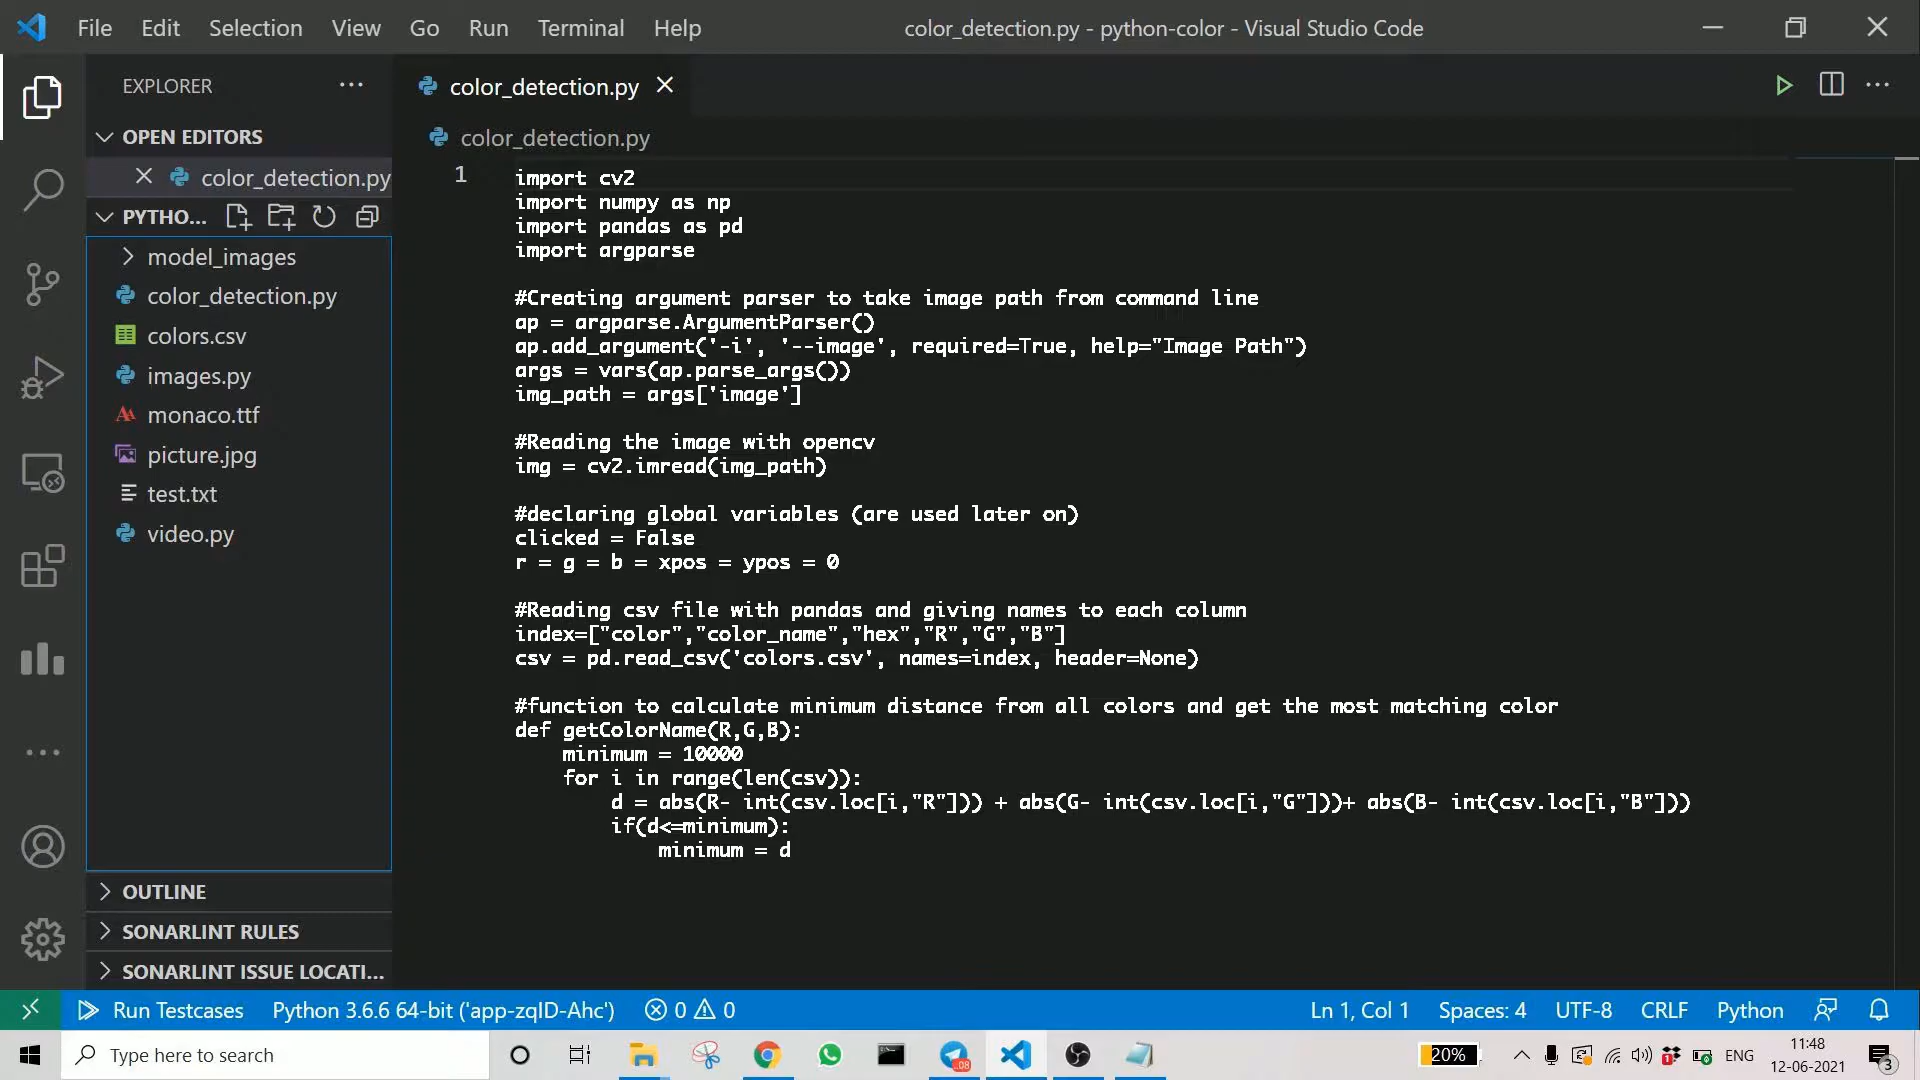 File Edit Selection View Go Run Terminal Help
color_detection.py - python-color - Visual Studio Code
EXPLORER
OPEN EDITORS
color_detection.py
PYTHO...
model_images
color_detection.py
colors.csv
images.py
monaco.ttf
picture.jpg
test.txt
video.py
OUTLINE
SONARLINT RULES
SONARLINT ISSUE LOCATI...
color_detection.py
color_detection.py
1
import cv2
import numpy as np
import pandas as pd
import argparse
#Creating argument parser to take image path from command line
ap = argparse.ArgumentParser()
ap.add_argument('-i', '--image', required=True, help="Image Path")
args = vars(ap.parse_args())
img_path = args['image']
#Reading the image with opencv
img = cv2.imread(img_path)
#declaring global variables (are used later on)
clicked = False
r = g = b = xpos = ypos = 0
#Reading csv file with pandas and giving names to each column
index=["color","color_name","hex","R","G","B"]
csv = pd.read_csv('colors.csv', names=index, header=None)
#function to calculate minimum distance from all colors and get the most matching color
def getColorName(R,G,B):
    minimum = 10000
    for i in range(len(csv)):
        d = abs(R- int(csv.loc[i,"R"])) + abs(G- int(csv.loc[i,"G"]))+ abs(B- int(csv.loc[i,"B"]))
        if(d<=minimum):
            minimum = d
Run Testcases Python 3.6.6 64-bit ('app-zqID-Ahc') 0 0
Ln 1, Col 1 Spaces: 4 UTF-8 CRLF Python
Type here to search
08
20%
1
ENG
11:48
12-06-2021
3